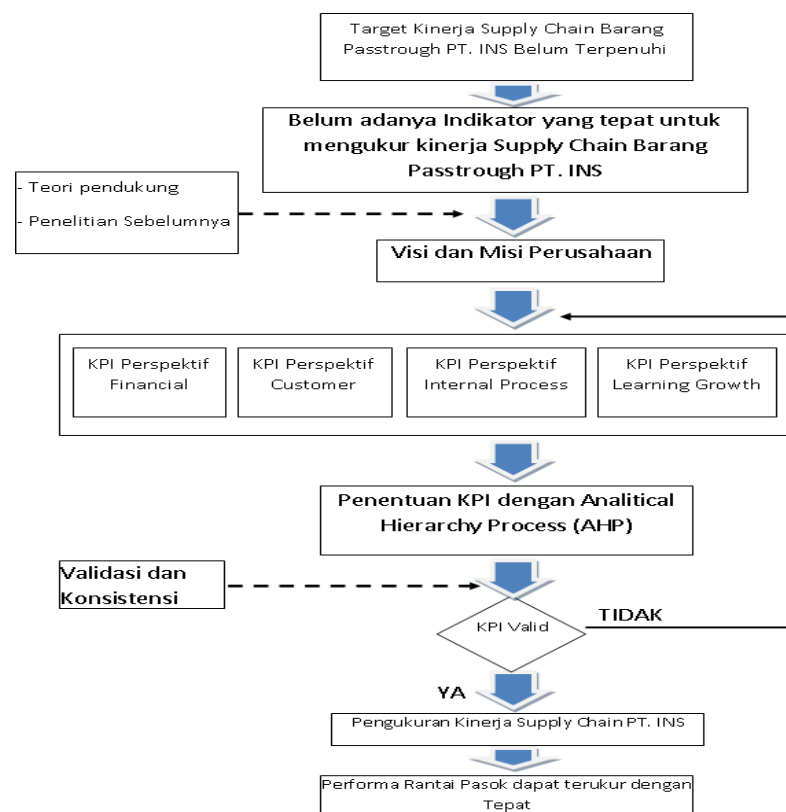 Target Kinerja Supply Chain Barang
Passtrough PT. INS Belum Terpenuhi
Belum adanya Indikator yang tepat untuk
mengukur kinerja Supply Chain Barang
Passtrough PT. INS
- Teori pendukung
- Penelitian Sebelumnya
Visi dan Misi Perusahaan
KPI Perspektif
Financial
KPI Perspektif
Customer
KPI Perspektif
Internal Process
KPI Perspektif
Learning Growth
Penentuan KPI dengan Analitical
Hierarchy Process (AHP)
Validasi dan
Konsistensi
KPI Valid
TIDAK
YA
Pengukuran Kinerja Supply Chain PT. INS
Performa Rantai Pasok dapat terukur dengan
Tepat